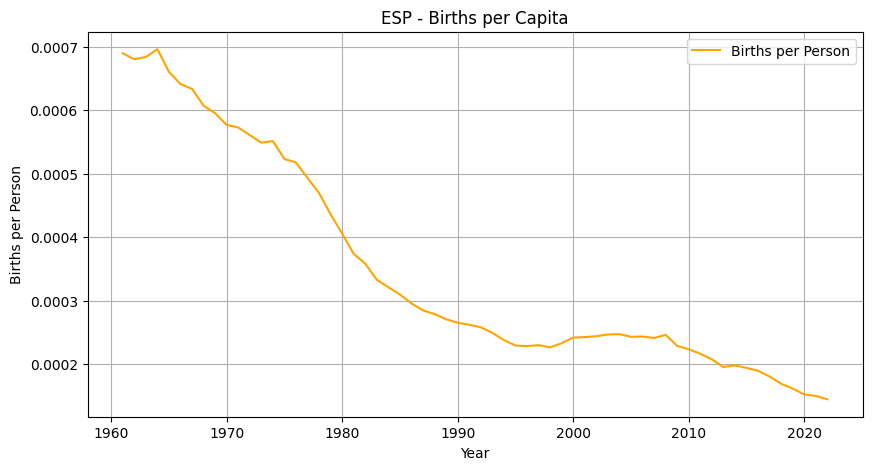 ESP - Births per Capita
Births per Person
0.0007
0.0006
0.0005
0.0004
0.0003
0.0002
Births per Person
1960 1970 1980 1990 2000 2010 2020
Year